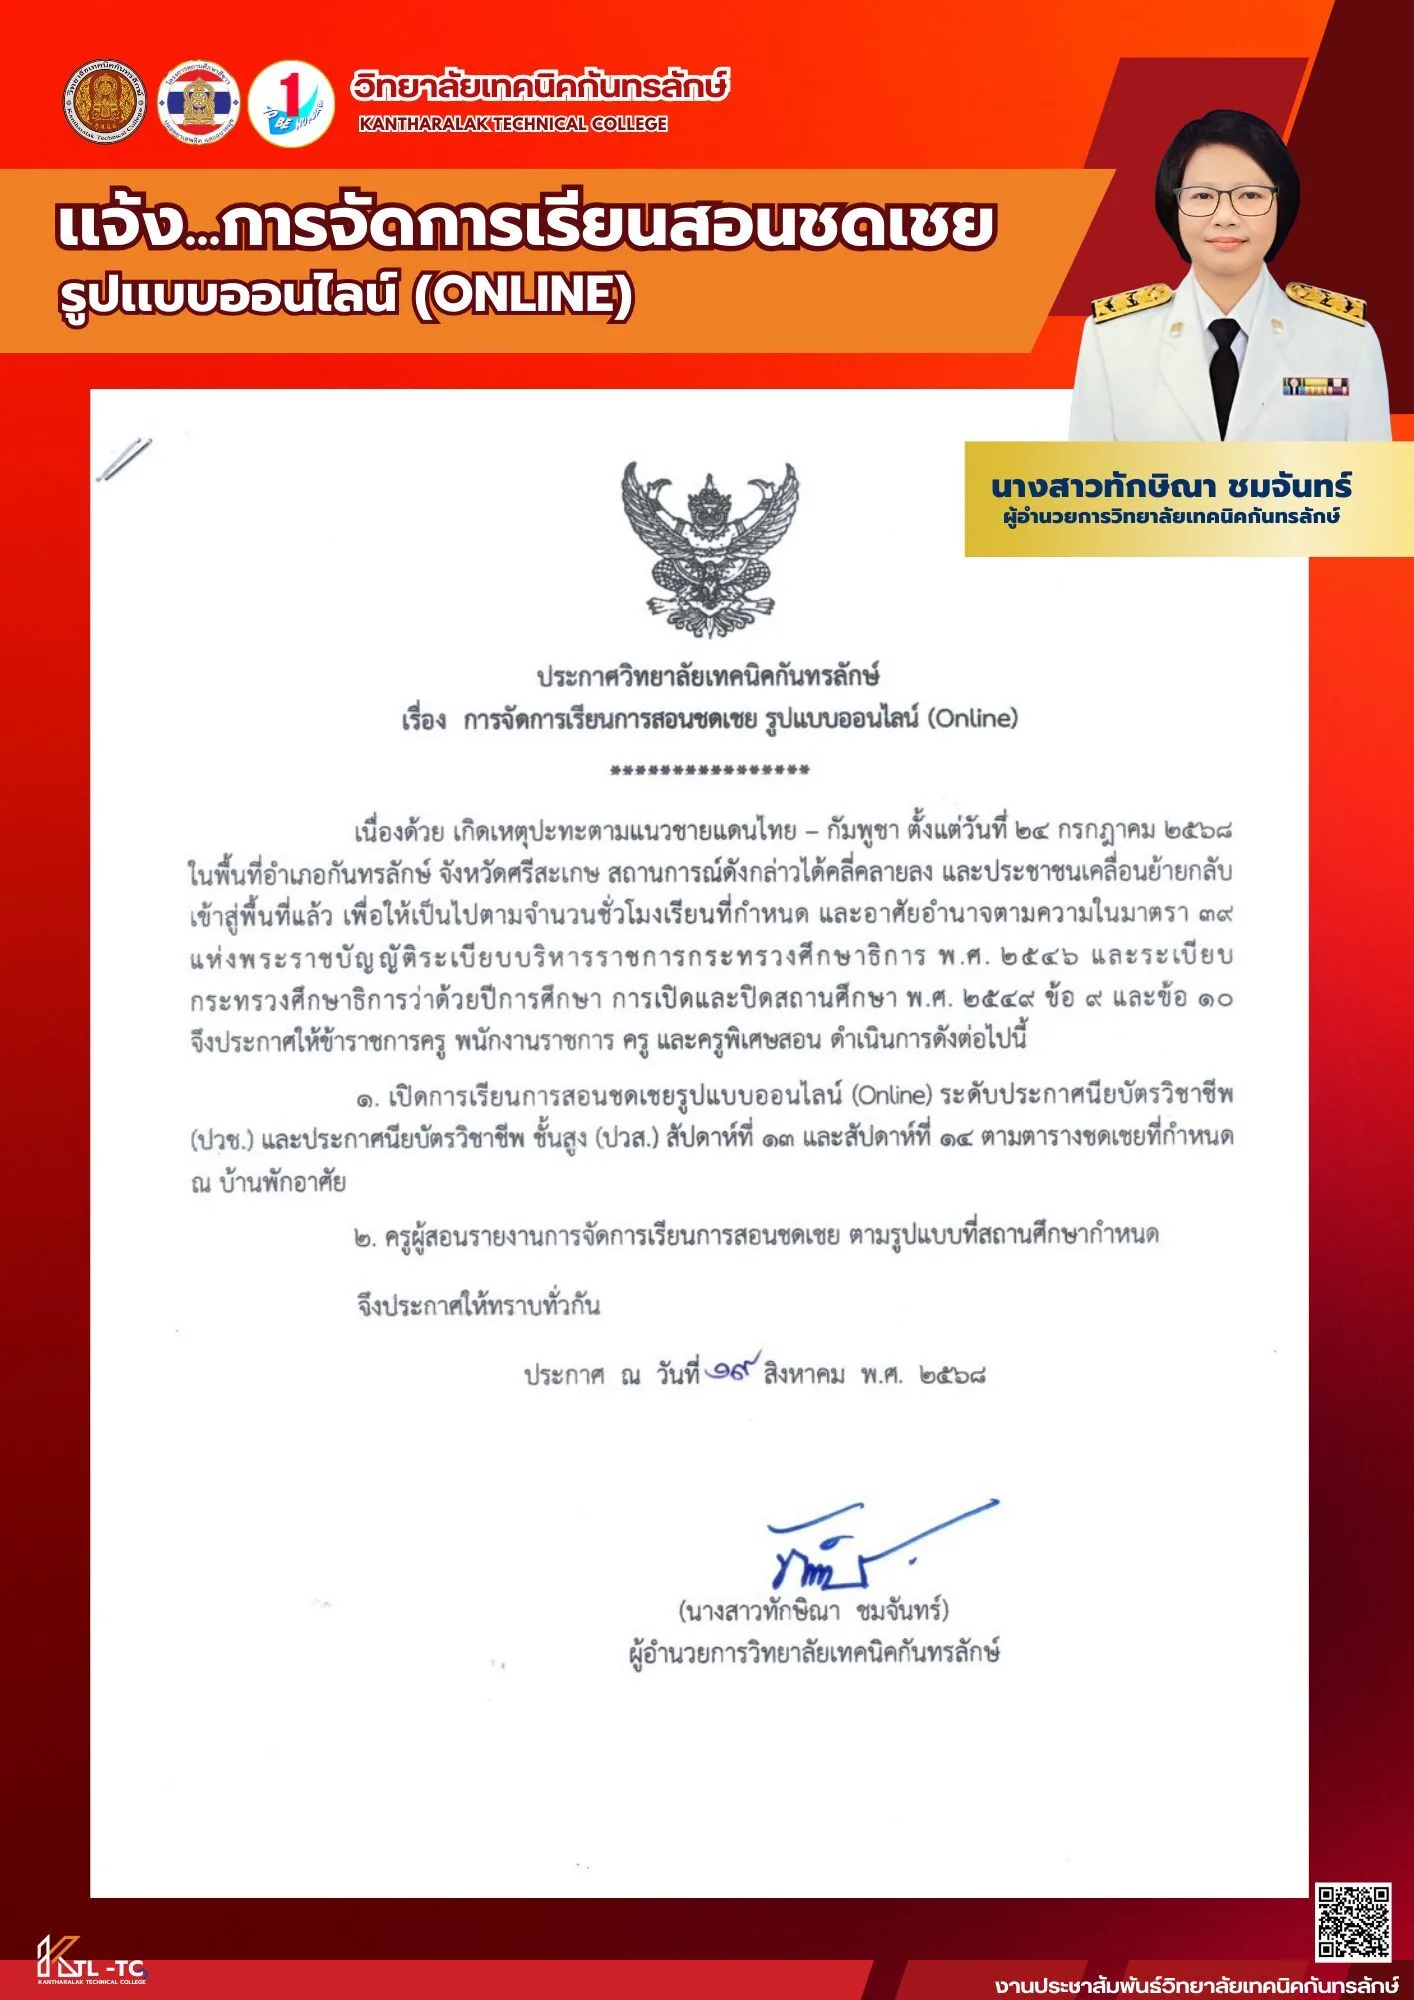 วิทยาลัยเทคนิคกันทรลักษ์
KANTHARALAK TECHNICAL COLLEGE
แจ้ง...การจัดการเรียนสอนชดเชย
รูปแบบออนไลน์ (ONLINE)
นางสาวทักษิณา ชมจันทร์
ผู้อำนวยการวิทยาลัยเทคนิคกันทรลักษ์
ประกาศวิทยาลัยเทคนิคกันทรลักษ์
เรื่อง การจัดการเรียนการสอนชดเชย รูปแบบออนไลน์ (Online)
****************
เนื่องด้วย เกิดเหตุปะทะตามแนวชายแดนไทย – กัมพูชา ตั้งแต่วันที่ ๒๔ กรกฎาคม ๒๕๖๘
ในพื้นที่อำเภอกันทรลักษ์ จังหวัดศรีสะเกษ สถานการณ์ดังกล่าวได้คลี่คลายลง และประชาชนเคลื่อนย้ายกลับ
เข้าสู่พื้นที่แล้ว เพื่อให้เป็นไปตามจำนวนชั่วโมงเรียนที่กำหนด และอาศัยอำนาจตามความในมาตรา ๓๙
แห่งพระราชบัญญัติระเบียบบริหารราชการกระทรวงศึกษาธิการ พ.ศ. ๒๕๔๖ และระเบียบ
กระทรวงศึกษาธิการว่าด้วยปีการศึกษา การเปิดและปิดสถานศึกษา พ.ศ. ๒๕๔๙ ข้อ ๙ และข้อ ๑๐
จึงประกาศให้ข้าราชการครู พนักงานราชการ ครู และครูพิเศษสอน ดำเนินการดังต่อไปนี้
๑. เปิดการเรียนการสอนชดเชยรูปแบบออนไลน์ (Online) ระดับประกาศนียบัตรวิชาชีพ
(ปวช.) และประกาศนียบัตรวิชาชีพ ชั้นสูง (ปวส.) สัปดาห์ที่ ๑๓ และสัปดาห์ที่ ๑๔ ตามตารางชดเชยที่กำหนด
ณ บ้านพักอาศัย
๒. ครูผู้สอนรายงานการจัดการเรียนการสอนชดเชย ตามรูปแบบที่สถานศึกษากำหนด
จึงประกาศให้ทราบทั่วกัน
ประกาศ ณ วันที่ ๑๙ สิงหาคม พ.ศ. ๒๕๖๘
(นางสาวทักษิณา ชมจันทร์)
ผู้อำนวยการวิทยาลัยเทคนิคกันทรลักษ์
KTL -TC
KANTHARALAK TECHNICAL COLLEGE
งานประชาสัมพันธ์วิทยาลัยเทคนิคกันทรลักษ์